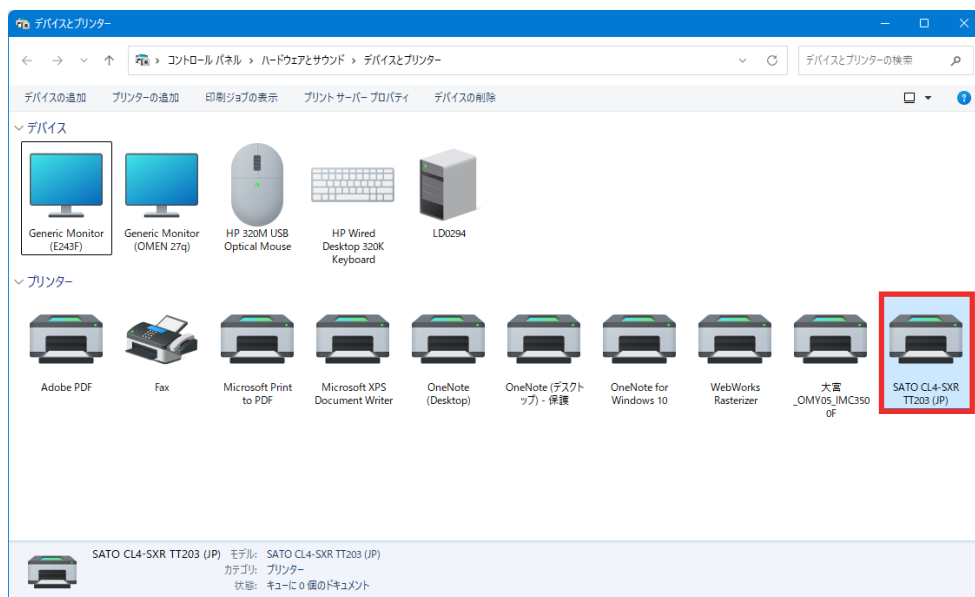 デバイスとプリンター
コントロール パネル › ハードウェアとサウンド › デバイスとプリンター
デバイスとプリンターの検索
デバイスの追加 プリンターの追加 印刷ジョブの表示 プリント サーバー プロパティ デバイスの削除
デバイス
Generic Monitor
(E243F)
Generic Monitor
(OMEN 27q)
HP 320M USB
Optical Mouse
HP Wired
Desktop 320K
Keyboard
LD0294
プリンター
Adobe PDF
Fax
Microsoft Print
to PDF
Microsoft XPS
Document Writer
OneNote
(Desktop)
OneNote (デスクト
ップ) - 保護
OneNote for
Windows 10
WebWorks
Rasterizer
大宮
_OMY05_IMC350
0F
SATO CL4-SXR
TT203 (JP)
SATO CL4-SXR TT203 (JP) モデル: SATO CL4-SXR TT203 (JP)
カテゴリ: プリンター
状態: キューに 0 個のドキュメント